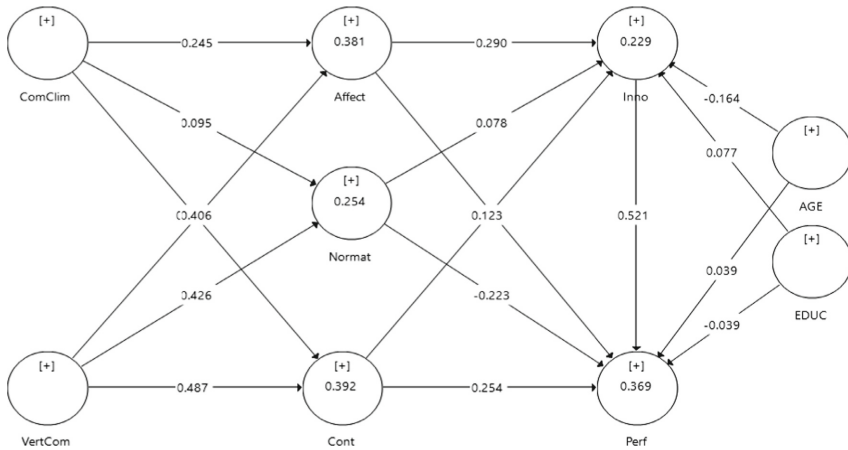 [+] [+] [+]
0.245 0.381 0.290 0.229
ComClim Affect Inno
-0.164
0.095 0.078 [+]
0.077
[+]
0.254 AGE
0.406 0.123 0.521
[+]
Normat
0.039
0.426 -0.223 EDUC
-0.039
[+] [+] [+]
0.487 0.392 0.254 0.369
VertCom Cont Perf